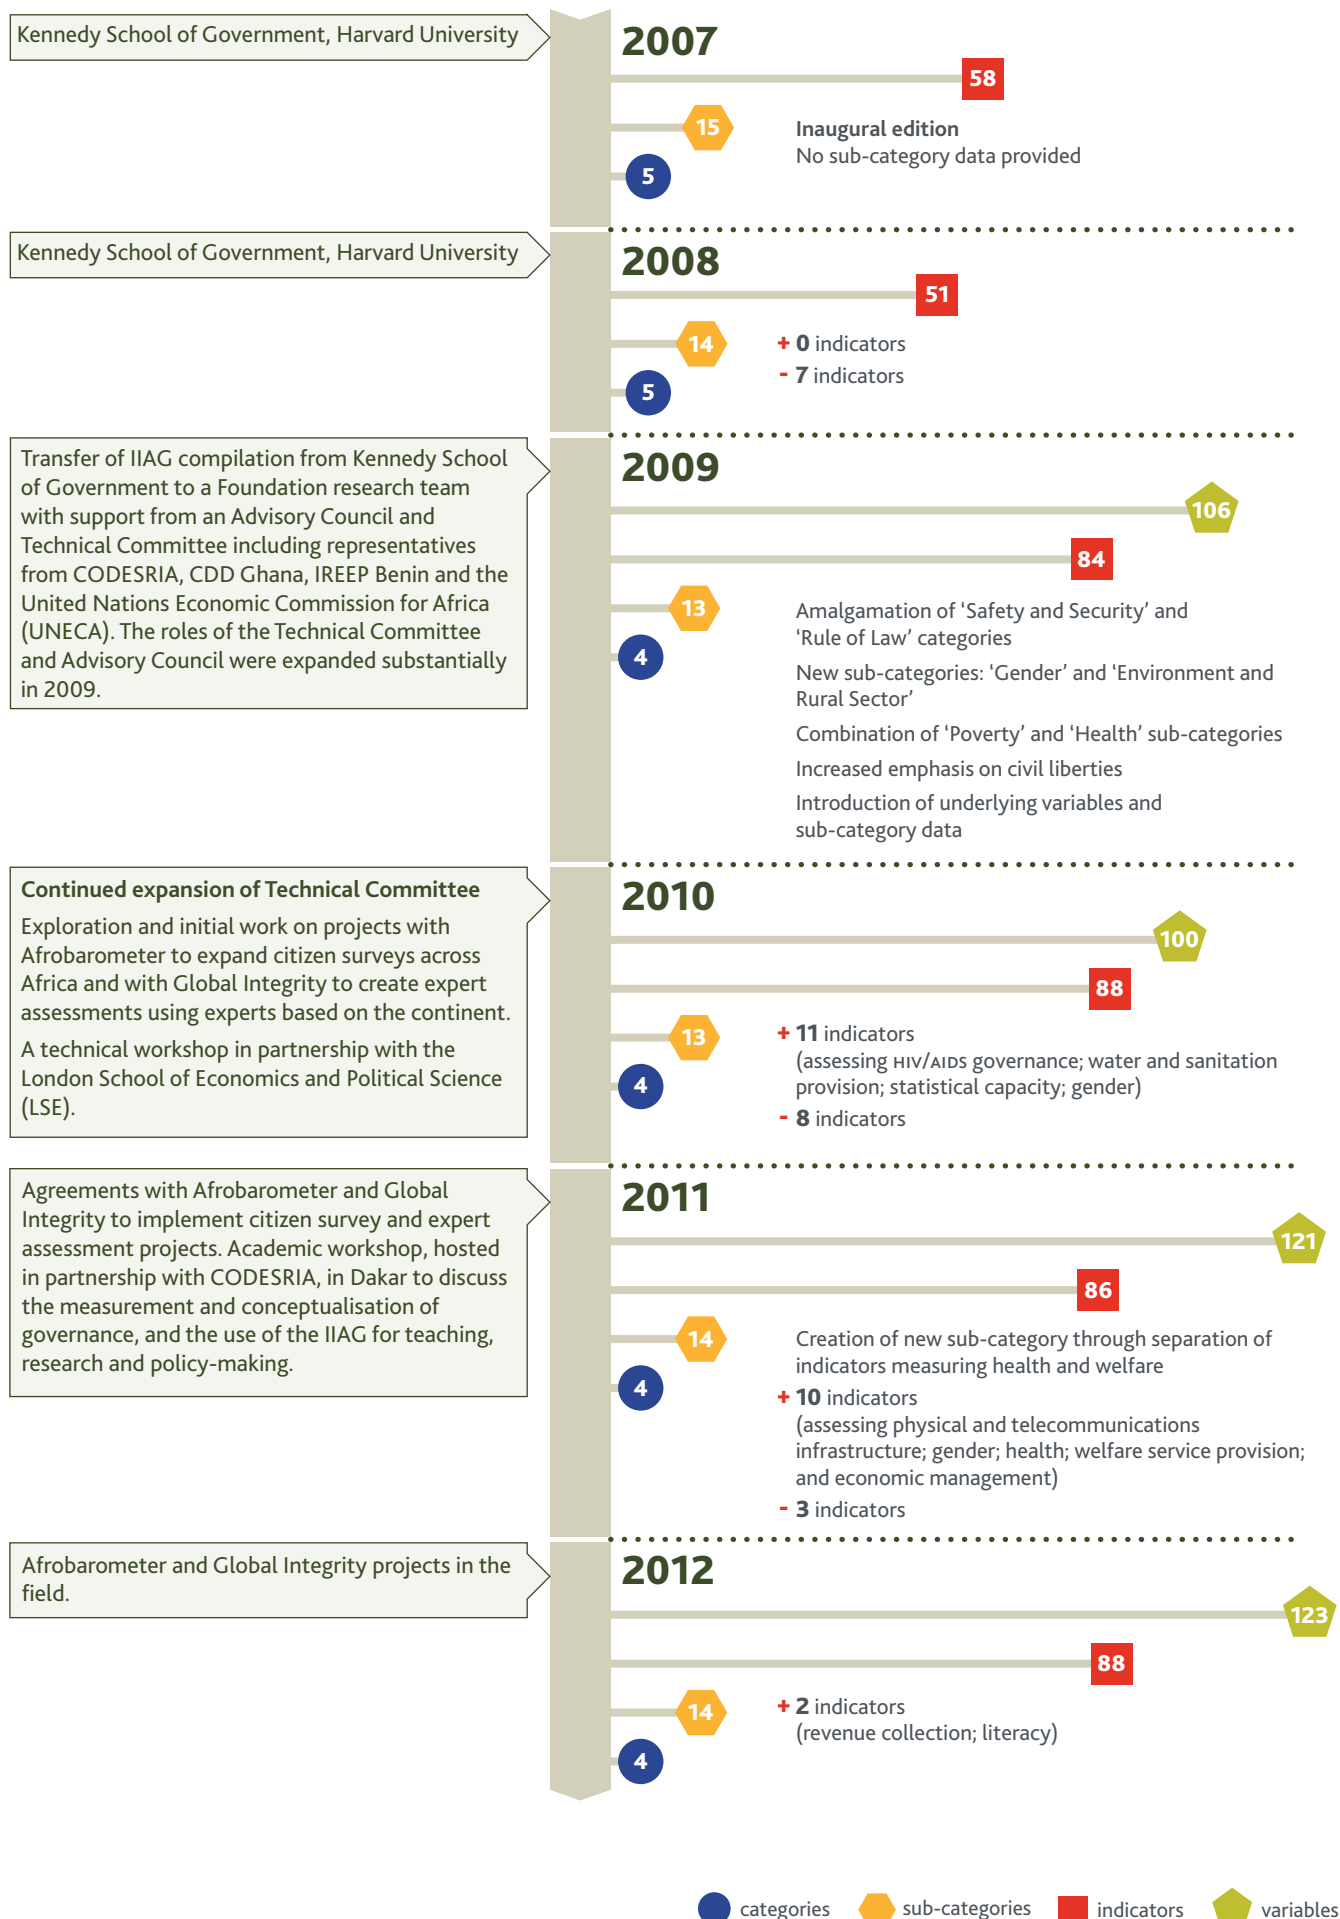 Kennedy School of Government, Harvard University
2007
58
15
Inaugural edition
No sub-category data provided
5
Kennedy School of Government, Harvard University
2008
51
14
+ 0 indicators
- 7 indicators
5
Transfer of IIAG compilation from Kennedy School
of Government to a Foundation research team
with support from an Advisory Council and
Technical Committee including representatives
from CODESRIA, CDD Ghana, IREEP Benin and the
United Nations Economic Commission for Africa
(UNECA). The roles of the Technical Committee
and Advisory Council were expanded substantially
in 2009.
2009
106
84
13
4
Amalgamation of ‘Safety and Security’ and
‘Rule of Law’ categories
New sub-categories: ‘Gender’ and ‘Environment and
Rural Sector’
Combination of ‘Poverty’ and ‘Health’ sub-categories
Increased emphasis on civil liberties
Introduction of underlying variables and
sub-category data
Continued expansion of Technical Committee
Exploration and initial work on projects with
Afrobarometer to expand citizen surveys across
Africa and with Global Integrity to create expert
assessments using experts based on the continent.
A technical workshop in partnership with the
London School of Economics and Political Science
(LSE).
2010
100
88
13
4
+ 11 indicators
(assessing HIV/AIDS governance; water and sanitation
provision; statistical capacity; gender)
- 8 indicators
Agreements with Afrobarometer and Global
Integrity to implement citizen survey and expert
assessment projects. Academic workshop, hosted
in partnership with CODESRIA, in Dakar to discuss
the measurement and conceptualisation of
governance, and the use of the IIAG for teaching,
research and policy-making.
2011
121
86
14
4
Creation of new sub-category through separation of
indicators measuring health and welfare
+ 10 indicators
(assessing physical and telecommunications
infrastructure; gender; health; welfare service provision;
and economic management)
- 3 indicators
Afrobarometer and Global Integrity projects in the
field.
2012
123
88
14
4
+ 2 indicators
(revenue collection; literacy)
categories sub-categories indicators variables